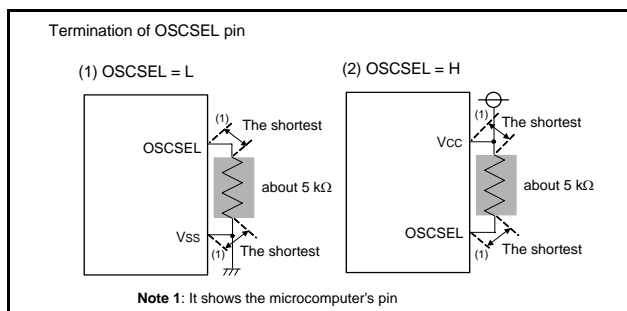 Termination of OSCSEL pin
(1) OSCSEL = L
(1)
The shortest
OSCSEL
about 5 kΩ
Vss
(1)
The shortest
(2) OSCSEL = H
(1)
The shortest
Vcc
about 5 kΩ
OSCSEL
(1)
The shortest
Note 1: It shows the microcomputer's pin